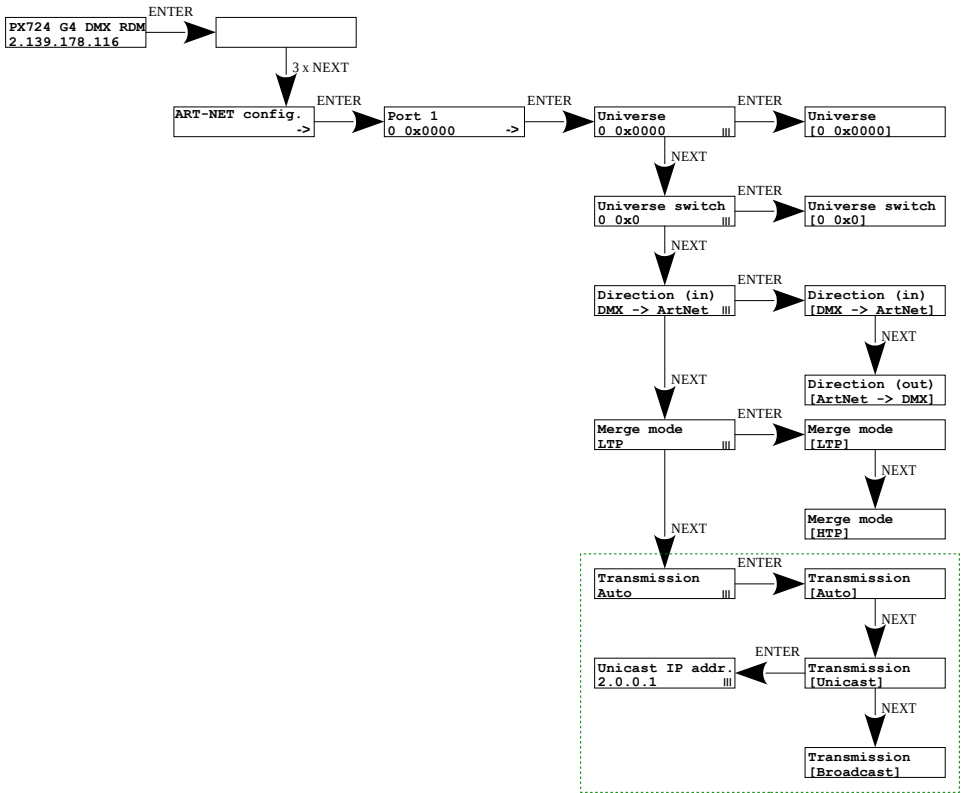 ENTER
PX724 G4 DMX RDM
2.139.178.116
3 x NEXT
ART-NET config.
->
ENTER
Port 1
0 0x0000 ->
ENTER
Universe
0 0x0000
ENTER
Universe
[0 0x0000]
NEXT
Universe switch
0 0x0
ENTER
Universe switch
[0 0x0]
NEXT
Direction (in)
DMX -> ArtNet
ENTER
Direction (in)
[DMX -> ArtNet]
NEXT
Direction (out)
[ArtNet -> DMX]
NEXT
Merge mode
LTP
ENTER
Merge mode
[LTP]
NEXT
Merge mode
[HTP]
NEXT
Transmission
Auto
ENTER
Transmission
[Auto]
NEXT
Transmission
[Unicast]
ENTER
Unicast IP addr.
2.0.0.1
NEXT
Transmission
[Broadcast]